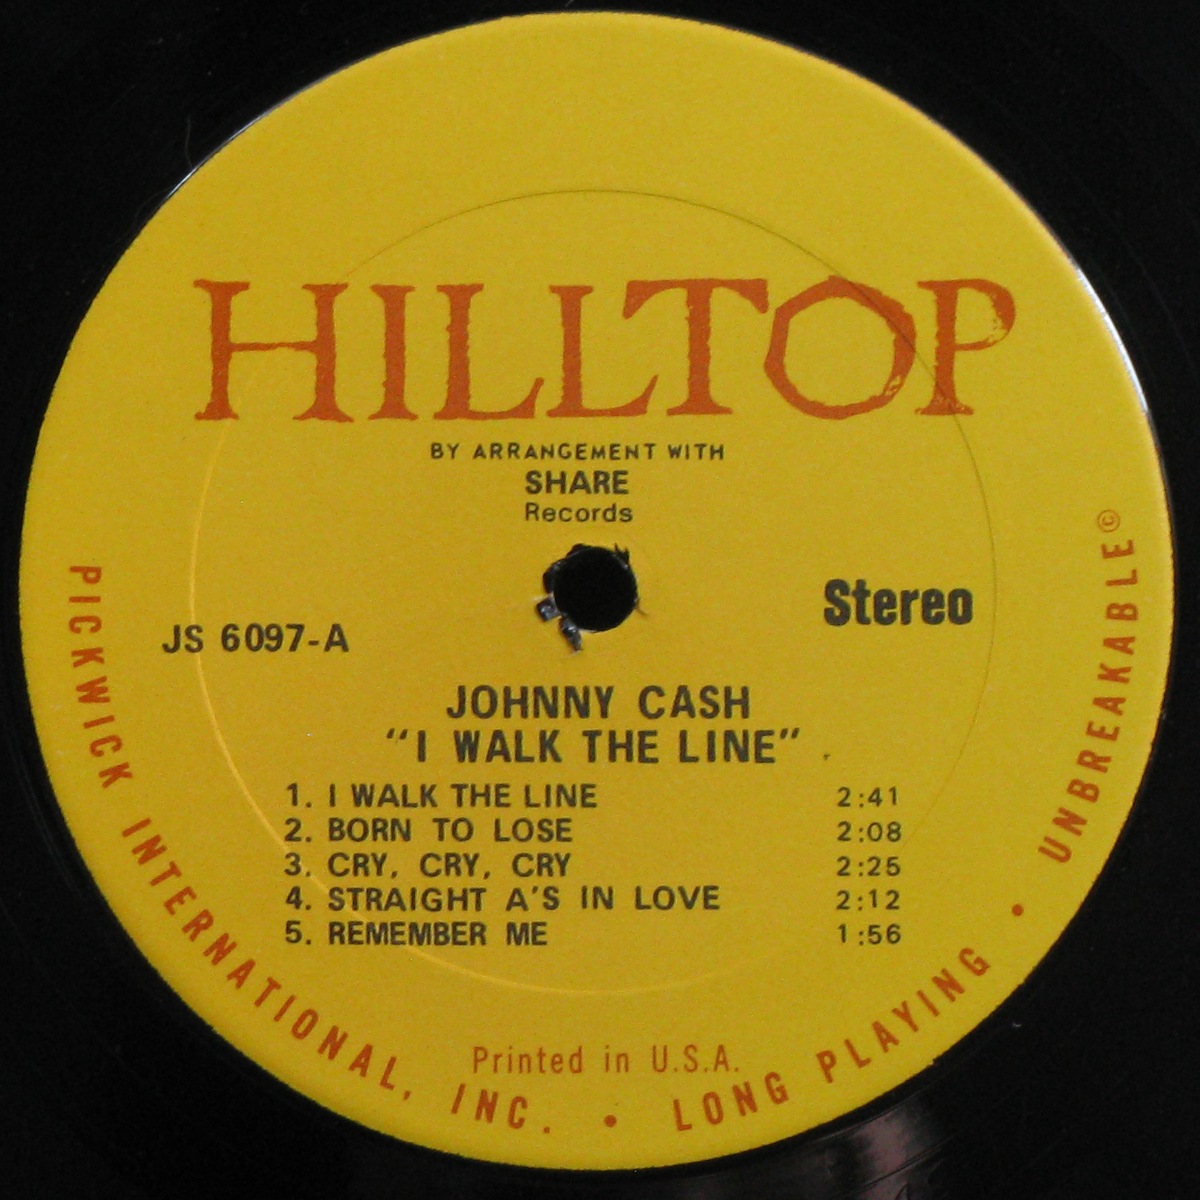 HILLTOP
BY ARRANGEMENT WITH
SHARE
Records
Stereo
JS 6097-A
JOHNNY CASH
"I WALK THE LINE"
1. I WALK THE LINE 2:41
2. BORN TO LOSE 2:08
3. CRY, CRY, CRY 2:25
4. STRAIGHT A'S IN LOVE 2:12
5. REMEMBER ME 1:56
Printed in U.S.A.
PICKWICK INTERNATIONAL, INC. • LONG PLAYING • UNBREAKABLE ©